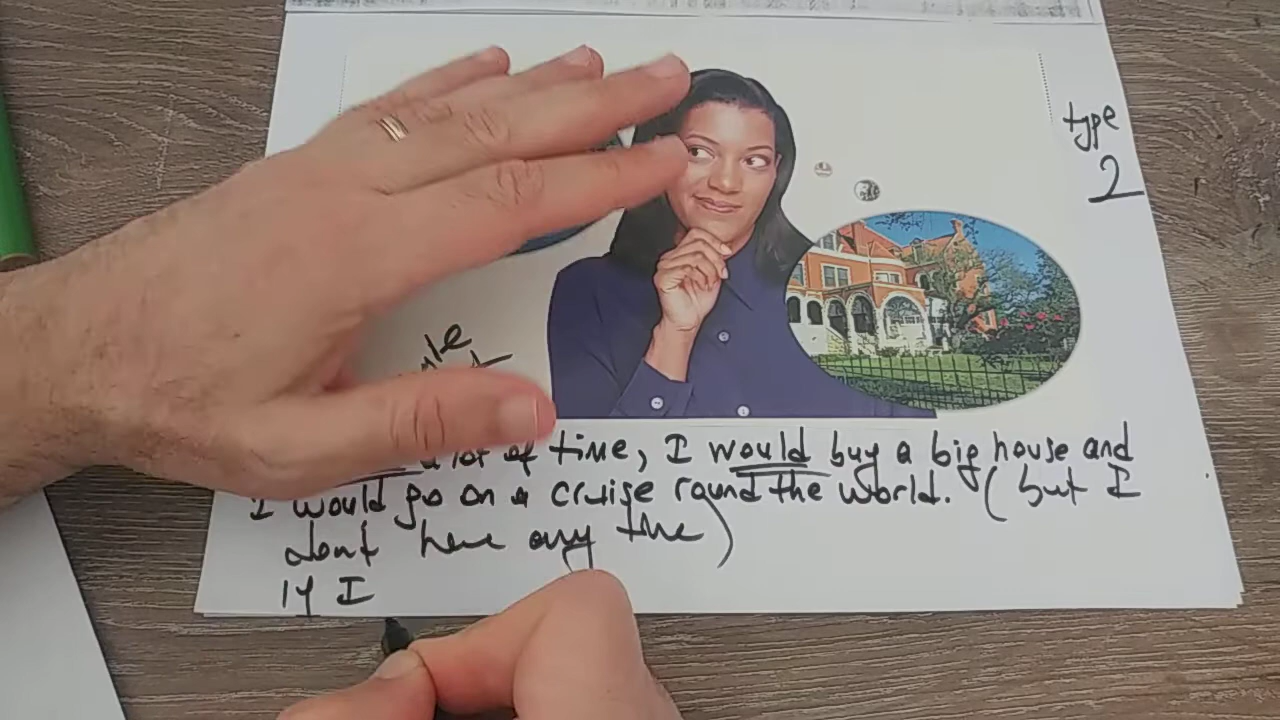 type
2
a lot of time, I would buy a big house and
I would go on a cruise round the world. (but I
dont have any time)
If I